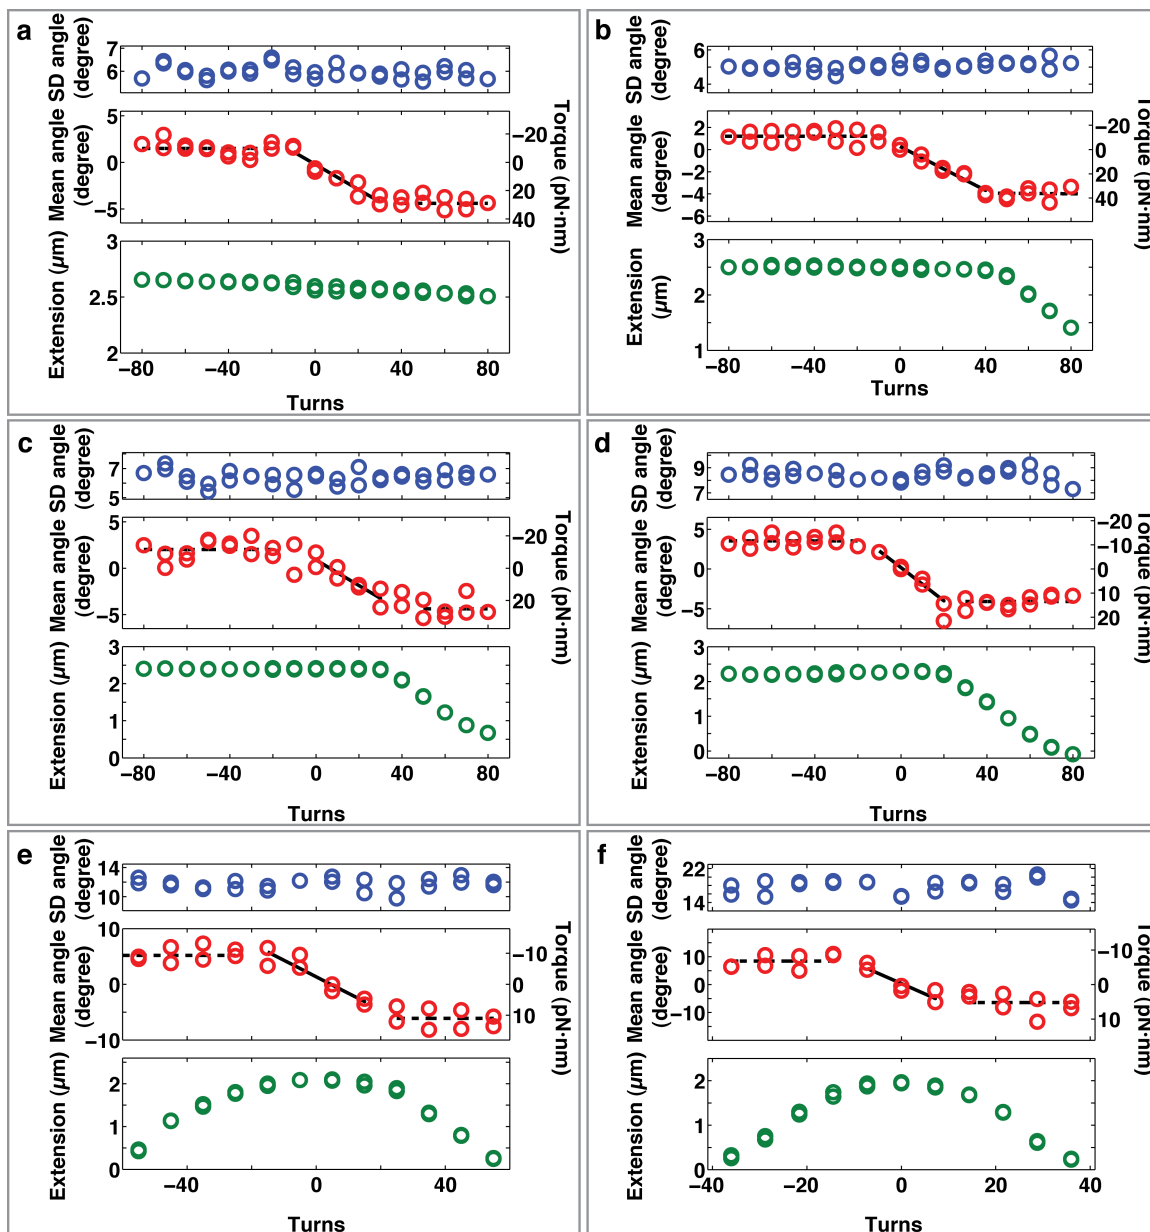 a
SD angle
(degree)
7
6
Mean angle
(degree)
5
0
−5
Torque (pN·nm)
−20
0
20
40
Extension (µm)
3
2.5
2
−80 −40 0 40 80
Turns
b
SD angle
(degree)
6
4
Mean angle
(degree)
2
0
−2
−4
−6
Torque (pN·nm)
−20
0
20
40
Extension
(µm)
3
2
1
−80 −40 0 40 80
Turns
c
SD angle
(degree)
7
5
Mean angle
(degree)
5
0
−5
Torque (pN·nm)
−20
0
20
Extension (µm)
3
2
1
0
−80 −40 0 40 80
Turns
d
SD angle
(degree)
9
7
Mean angle
(degree)
5
0
−5
Torque (pN·nm)
−20
−10
0
10
20
Extension (µm)
3
2
1
0
−80 −40 0 40 80
Turns
e
SD angle
(degree)
14
10
Mean angle
(degree)
10
0
−10
Torque (pN·nm)
−10
0
10
Extension (µm)
2
1
0
−40 0 40
Turns
f
SD angle
(degree)
22
14
Mean angle
(degree)
10
0
−10
Torque (pN·nm)
−10
0
10
Extension (µm)
2
1
0
−40 −20 0 20 40
Turns